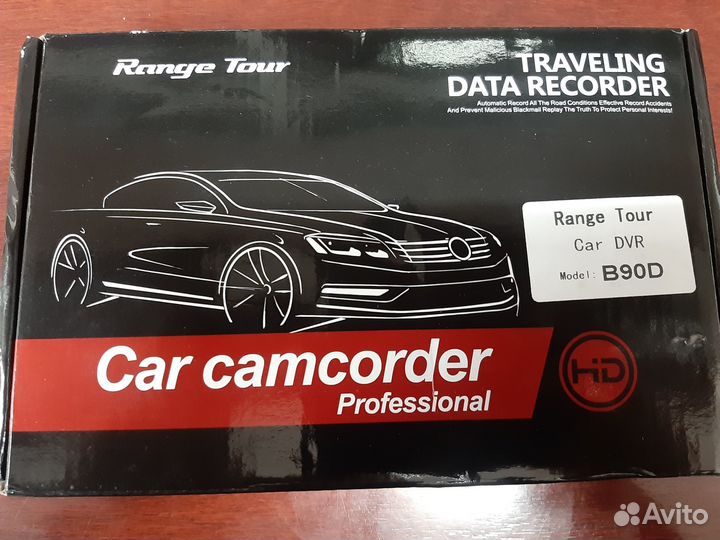 Range Tour
TRAVELING
DATA RECORDER
Automatic Record All The Road Conditions Effective Record Accidents
And Prevent Malicious Blackmail Replay The Truth To Protect Personal Interests!
Range Tour
Car DVR
Model: B90D
Car camcorder
Professional
HD
Avito